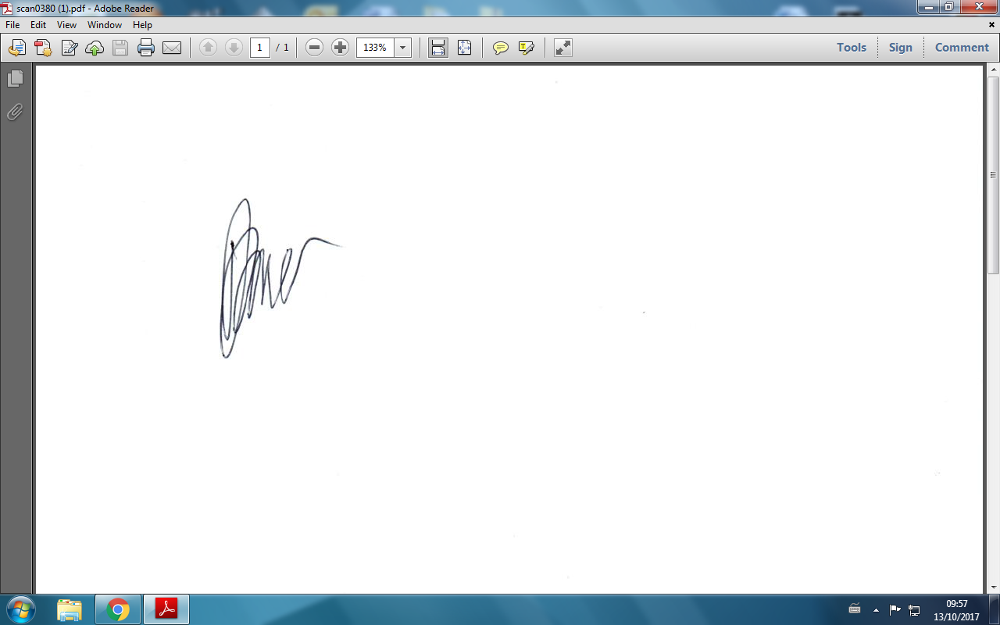 scan0380 (1).pdf - Adobe Reader
File Edit View Window Help
1 / 1 133% Tools Sign Comment
09:57
13/10/2017